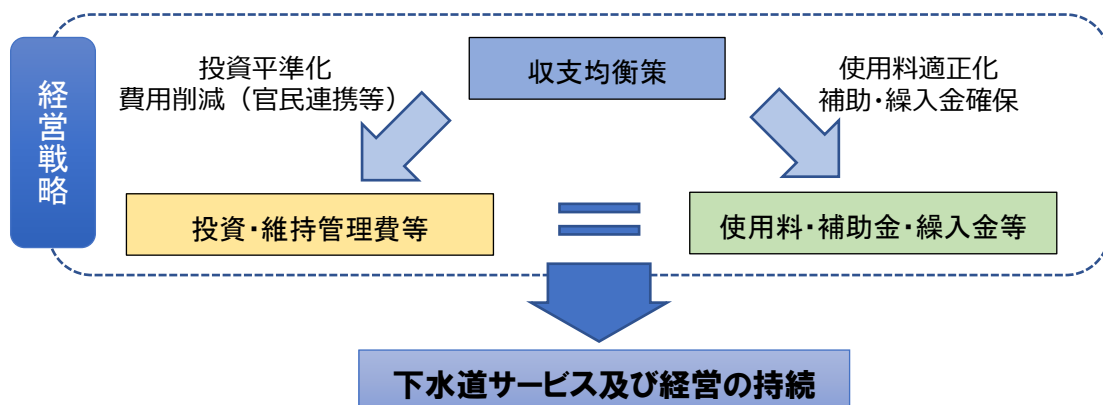 経営戦略
投資平準化
費用削減（官民連携等）
収支均衡策
使用料適正化
補助・繰入金確保
投資・維持管理費等
使用料・補助金・繰入金等
下水道サービス及び経営の持続